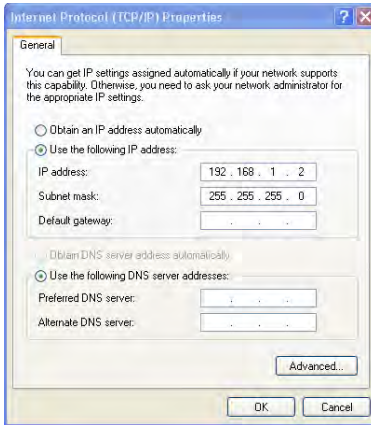 Internet Protocol (TCP/IP) Properties
General
You can get IP settings assigned automatically if your network supports
this capability. Otherwise, you need to ask your network administrator for
the appropriate IP settings.
Obtain an IP address automatically
Use the following IP address:
IP address: 192 . 168 . 1 . 2
Subnet mask: 255 . 255 . 255 . 0
Default gateway: . . .
Obtain DNS server address automatically
Use the following DNS server addresses:
Preferred DNS server: . . .
Alternate DNS server: . . .
Advanced...
OK Cancel